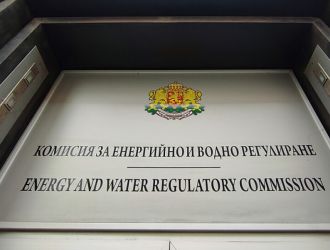 КОМИСИЯ ЗА ЕНЕРГИЙНО И ВОДНО РЕГУЛИРАНЕ
ENERGY AND WATER REGULATORY COMMISSION